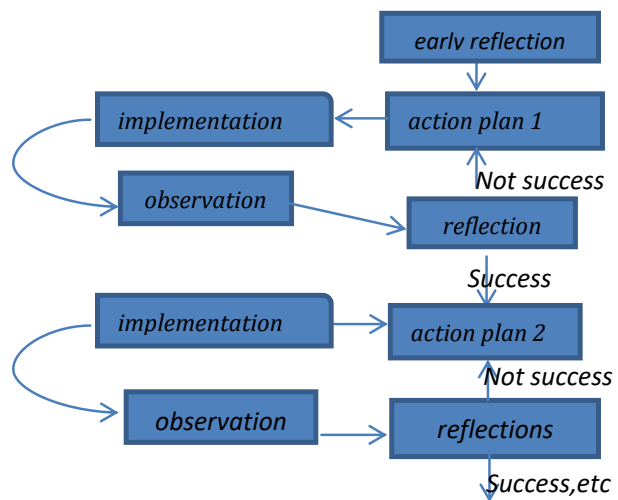 early reflection
implementation
action plan 1
Not success
observation
reflection
Success
implementation
action plan 2
Not success
observation
reflections
Success,etc